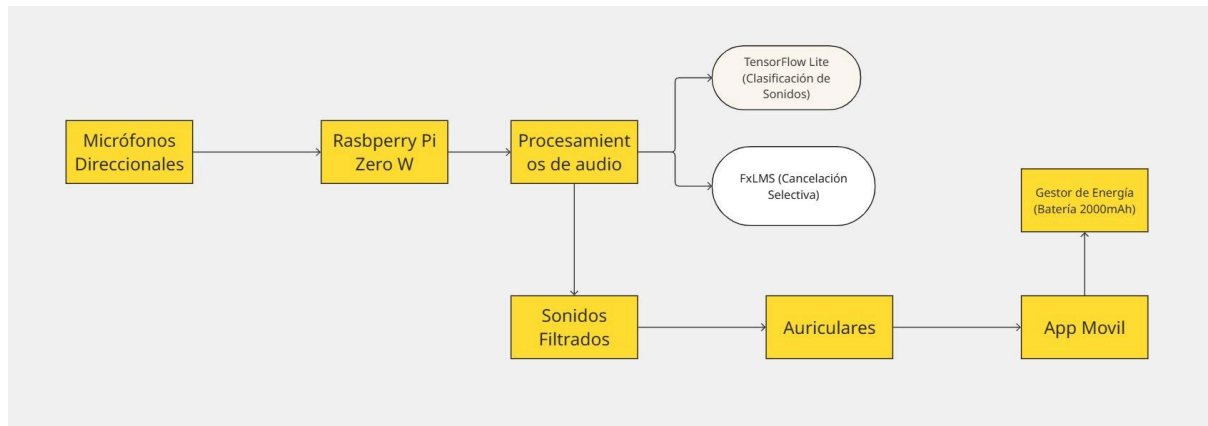 TensorFlow Lite
(Clasificación de
Sonidos)
Micrófonos
Direccionales
Rasbperry Pi
Zero W
Procesamient
os de audio
FxLMS (Cancelación
Selectiva)
Gestor de Energía
(Batería 2000mAh)
Sonidos
Filtrados
Auriculares
App Movil